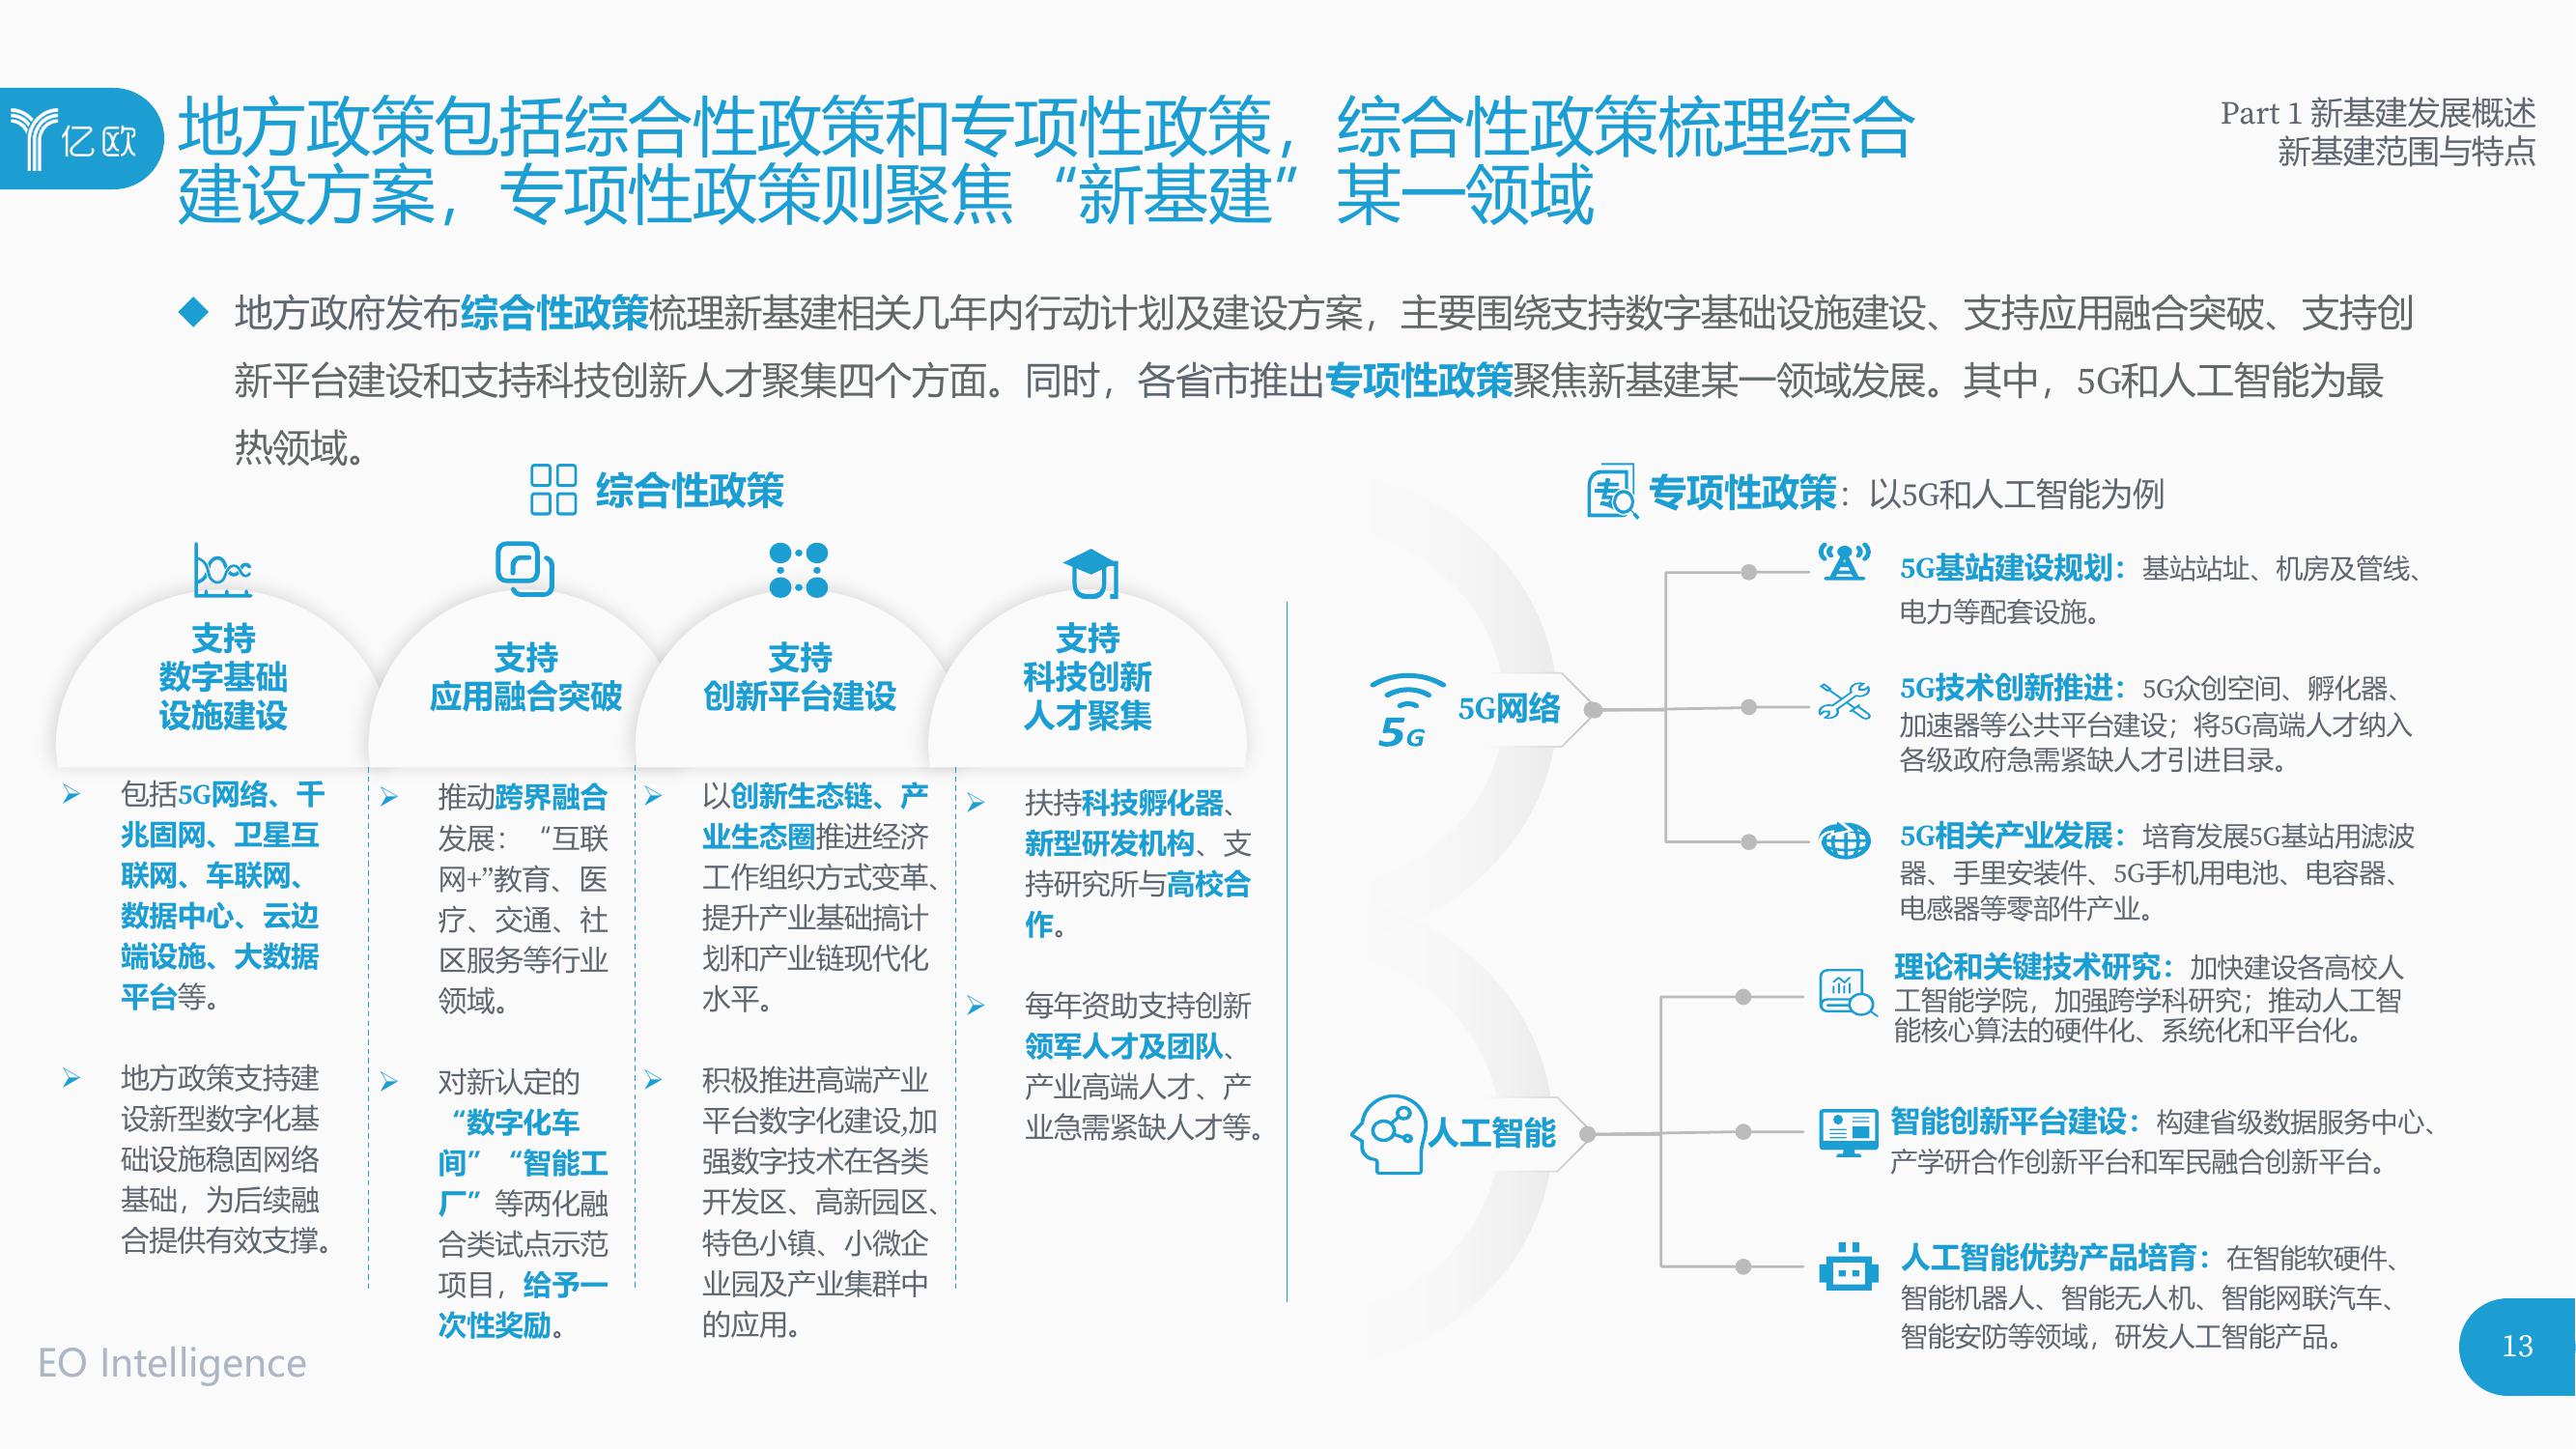 亿欧
地方政策包括综合性政策和专项性政策，综合性政策梳理综合
建设方案，专项性政策则聚焦“新基建”某一领域
Part 1 新基建发展概述
新基建范围与特点
地方政府发布综合性政策梳理新基建相关几年内行动计划及建设方案，主要围绕支持数字基础设施建设、支持应用融合突破、支持创
新平台建设和支持科技创新人才聚集四个方面。同时，各省市推出专项性政策聚焦新基建某一领域发展。其中，5G和人工智能为最
热领域。
综合性政策
支持
数字基础
设施建设
包括5G网络、千
兆固网、卫星互
联网、车联网、
数据中心、云边
端设施、大数据
平台等。
地方政策支持建
设新型数字化基
础设施稳固网络
基础，为后续融
合提供有效支撑。
支持
应用融合突破
推动跨界融合
发展：“互联
网+”教育、医
疗、交通、社
区服务等行业
领域。
对新认定的
“数字化车
间”“智能工
厂”等两化融
合类试点示范
项目，给予一
次性奖励。
支持
创新平台建设
以创新生态链、产
业生态圈推进经济
工作组织方式变革、
提升产业基础搞计
划和产业链现代化
水平。
积极推进高端产业
平台数字化建设,加
强数字技术在各类
开发区、高新园区、
特色小镇、小微企
业园及产业集群中
的应用。
支持
科技创新
人才聚集
扶持科技孵化器、
新型研发机构、支
持研究所与高校合
作。
每年资助支持创新
领军人才及团队、
产业高端人才、产
业急需紧缺人才等。
专
专项性政策：以5G和人工智能为例
5G
5G网络
5G基站建设规划：基站站址、机房及管线、
电力等配套设施。
5G技术创新推进：5G众创空间、孵化器、
加速器等公共平台建设；将5G高端人才纳入
各级政府急需紧缺人才引进目录。
5G相关产业发展：培育发展5G基站用滤波
器、手里安装件、5G手机用电池、电容器、
电感器等零部件产业。
人工智能
理论和关键技术研究：加快建设各高校人
工智能学院，加强跨学科研究；推动人工智
能核心算法的硬件化、系统化和平台化。
智能创新平台建设：构建省级数据服务中心、
产学研合作创新平台和军民融合创新平台。
人工智能优势产品培育：在智能软硬件、
智能机器人、智能无人机、智能网联汽车、
智能安防等领域，研发人工智能产品。
EO Intelligence
13